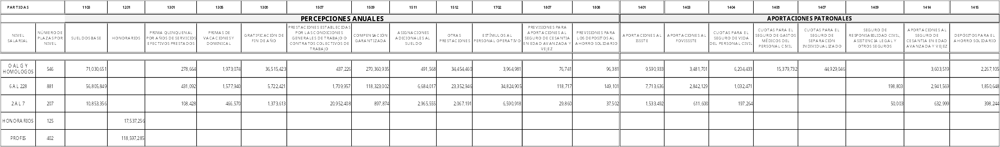 PARTIDAS 1103 1201 1301 1305 1306 1507 1509 1511 1512 1702 1807 1808 1401 1403 1404 1406 1407 1409 1414 1415
PERCEPCIONES ANUALES APORTACIONES PATRONALES
NIVEL SALARIAL
NÚMERO DE PLAZAS POR NIVEL
SUELDOS BASE
HONORARIOS
PRIMA QUINQUENAL POR AÑOS DE SERVICIOS EFECTIVOS PRESTADOS
PRIMAS DE VACACIONES Y DOMINICAL
GRATIFICACIÓN DE FIN DE AÑO
PRESTACIONES ESTABLECIDAS POR LAS CONDICIONES GENERALES DE TRABAJO O CONTRATOS COLECTIVOS DE TRABAJO
COMPENSACIÓN GARANTIZADA
ASIGNACIONES ADICIONALES AL SUELDO
OTRAS PRESTACIONES
ESTÍMULOS AL PERSONAL OPERATIVO
PREVISIONES PARA APORTACIONES AL SEGURO DE CESANTIA EN EDAD AVANZADA Y VEJEZ
PREVISIONES PARA LOS DEPOSITOS AL AHORRO SOLIDARIO
APORTACIONES AL ISSSTE
APORTACIONES AL FOVISSSTE
CUOTAS PARA EL SEGURO DE VIDA DEL PERSONAL CIVIL
CUOTAS PARA EL SEGURO DE GASTOS MÉDICOS DEL PERSONAL CIVIL
CUOTAS PARA EL SEGURO DE SEPARACIÓN INDIVIDUALIZADO
SEGURO DE RESPONSABILIDAD CIVIL, ASISTENCIA LEGAL Y OTROS SEGUROS
APORTACIONES AL SEGURO DE CESANTIA EN EDAD AVANZADA Y VEJEZ
DEPÓSITOS PARA EL AHORRO SOLIDARIO
O AL G Y HOMÓLOGOS 546 71,030,651 278,664 1,973,074 36,515,423 437,226 270,360,935 491,568 34,454,460 3,964,981 76,741 96,381 9,590,933 3,481,701 6,204,433 15,379,732 44,929,046 3,603,519 2,267,105
6 AL 228 881 56,805,849 431,092 1,577,940 5,722,421 1,709,957 118,323,002 6,684,017 23,352,946 34,824,905 118,717 149,101 7,713,636 2,842,129 1,032,471 198,803 2,941,569 1,850,648
2 AL 7 207 10,853,356 108,428 466,570 1,373,613 20,952,408 897,874 2,965,555 2,067,191 6,590,918 29,860 37,502 1,533,492 611,600 197,264 50,003 632,999 398,244
HONORARIOS 125 17,537,256
PROFIS 402 118,597,285